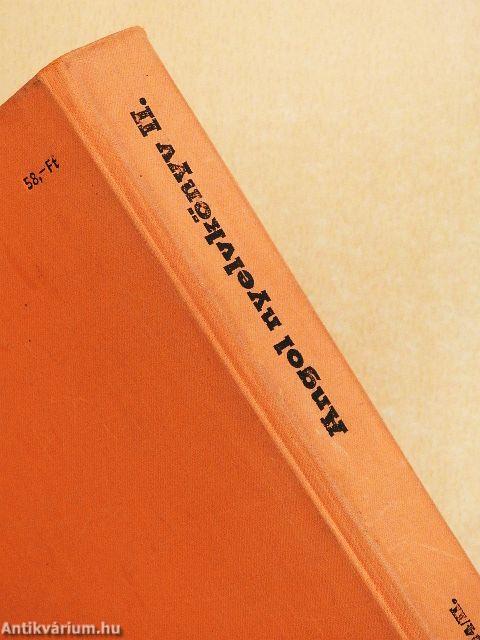 58,-Ft
Angol nyelvkönyv II.
Antikvárium.hu